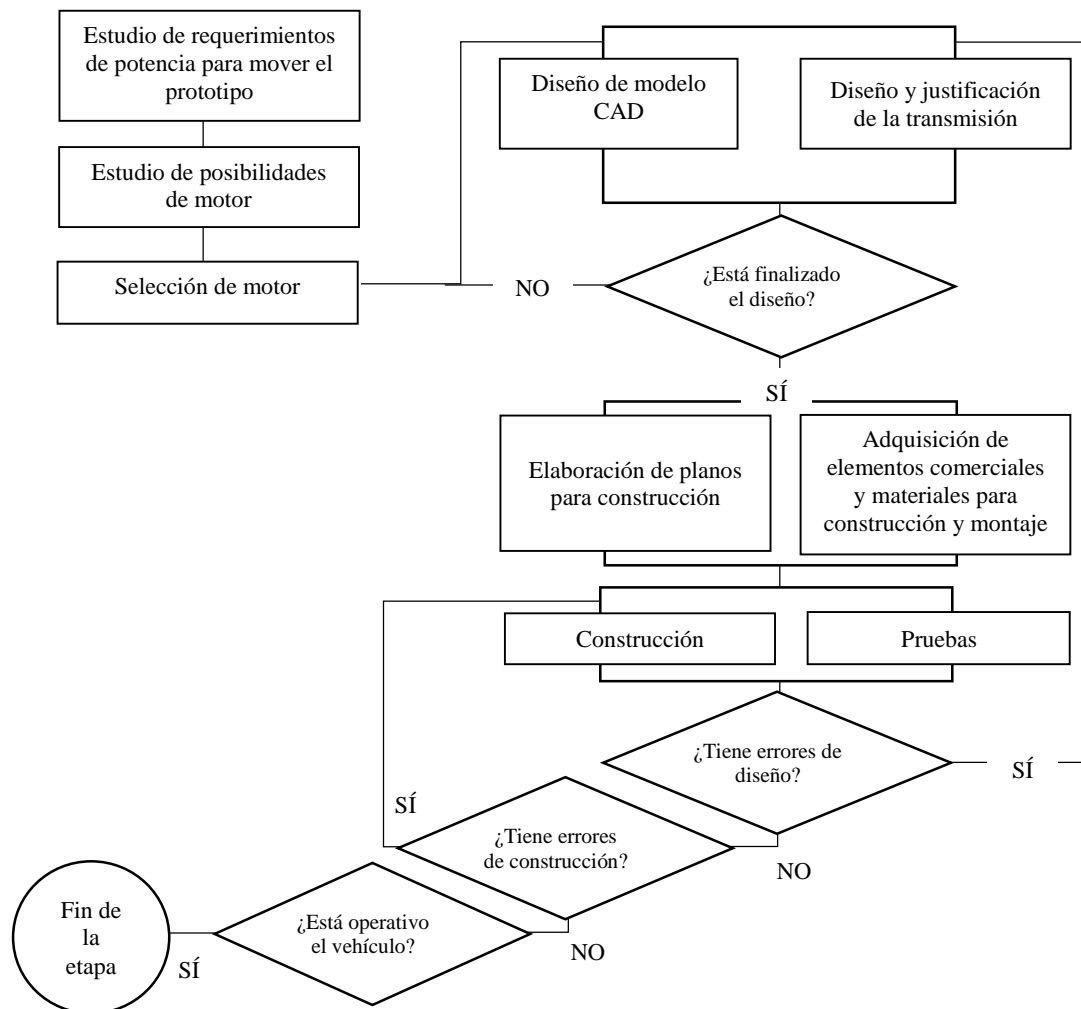 Estudio de requerimientos
de potencia para mover el
prototipo
Estudio de posibilidades
de motor
Selección de motor
Diseño de modelo
CAD
Diseño y justificación
de la transmisión
¿Está finalizado
el diseño?
NO
SÍ
Elaboración de planos
para construcción
Adquisición de
elementos comerciales
y materiales para
construcción y montaje
Construcción
Pruebas
¿Tiene errores de
diseño?
SÍ
NO
¿Tiene errores
de construcción?
SÍ
NO
¿Está operativo
el vehículo?
SÍ
Fin de
la
etapa